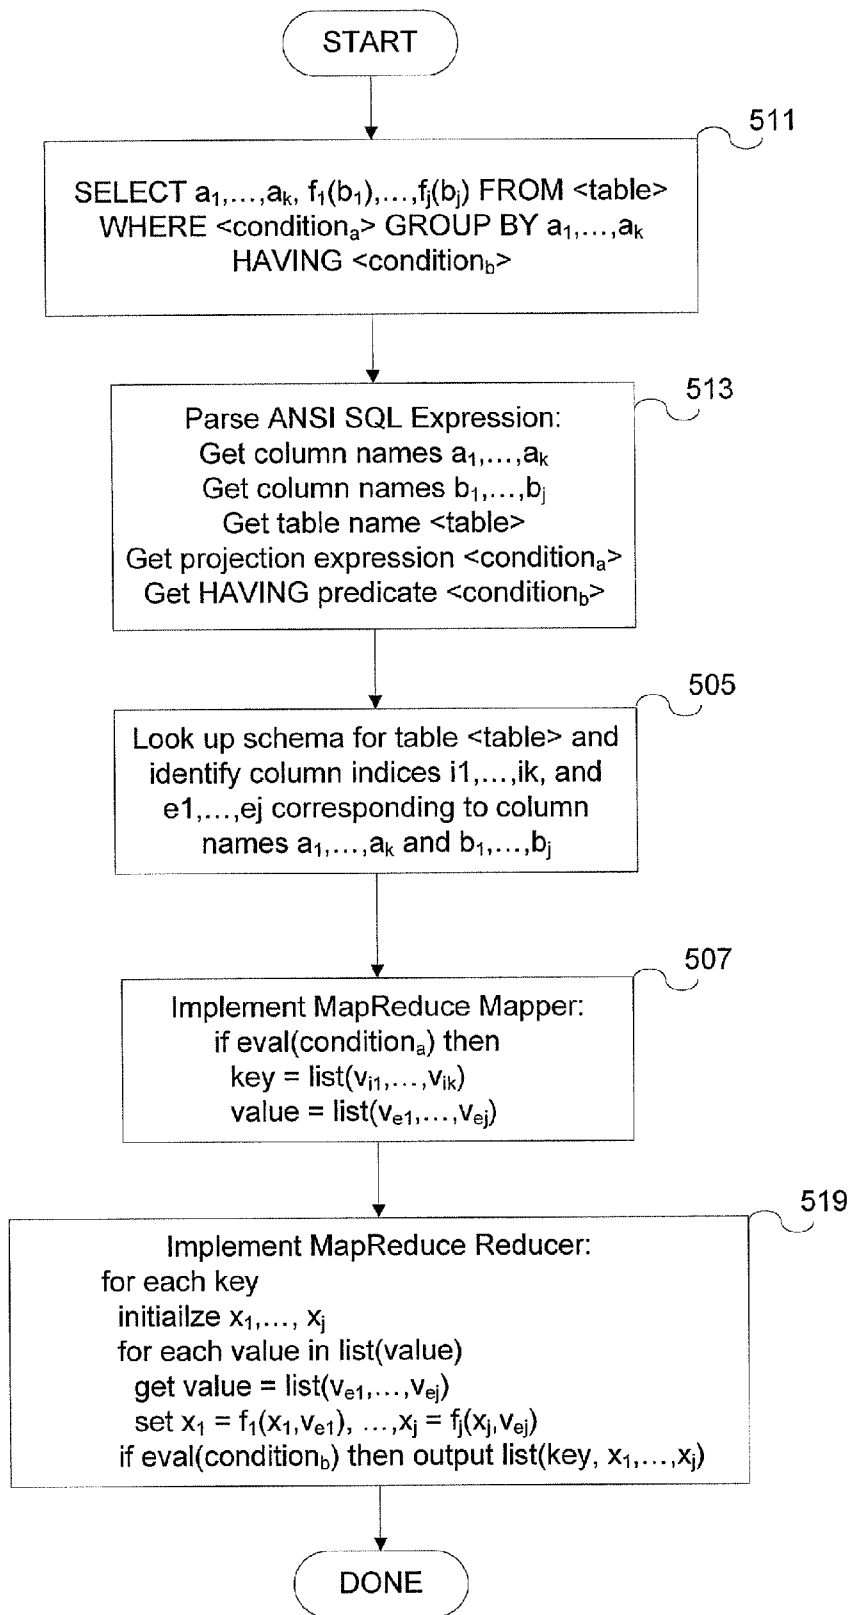 START
511
SELECT a1,...,ak, f1(b1),...,fj(bj) FROM <table>
WHERE <conditiona> GROUP BY a1,...,ak
HAVING <conditionb>
513
Parse ANSI SQL Expression:
Get column names a1,...,ak
Get column names b1,...,bj
Get table name <table>
Get projection expression <conditiona>
Get HAVING predicate <conditionb>
505
Look up schema for table <table> and
identify column indices i1,...,ik, and
e1,...,ej corresponding to column
names a1,...,ak and b1,...,bj
507
Implement MapReduce Mapper:
if eval(conditiona) then
key = list(vi1,...,vik)
value = list(ve1,...,vej)
519
Implement MapReduce Reducer:
for each key
initiailze x1,..., xj
for each value in list(value)
get value = list(ve1,...,vej)
set x1 = f1(x1,ve1), ...,xj = fj(xj,vej)
if eval(conditionb) then output list(key, x1,...,xj)
DONE